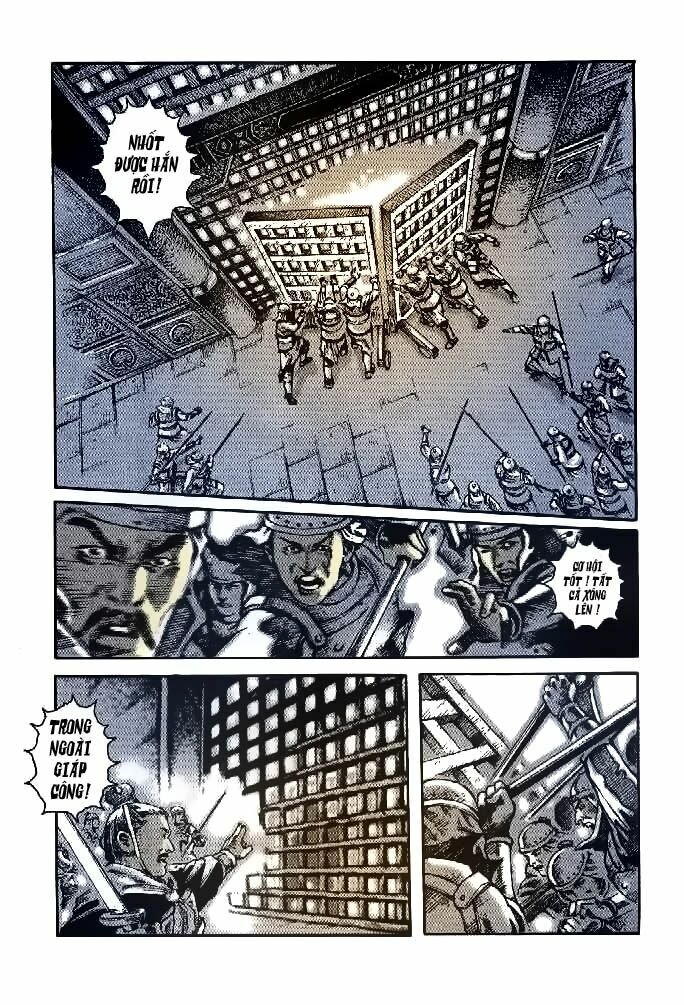 NHỐT
ĐƯỢC HẮN
RỒI!
CƠ HỘI
TỐT! TẤT
CẢ XÔNG
LÊN!
TRONG
NGOÀI
GIÁP
CÔNG!